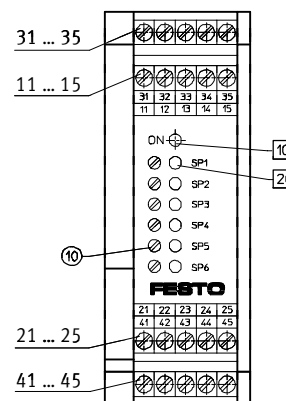 31 ... 35
11 ... 15
31 32 33 34 35
11 12 13 14 15
ON
10
SP1
20
SP2
SP3
SP4
10
SP5
SP6
FESTO
21 22 23 24 25
41 42 43 44 45
21 ... 25
41 ... 45